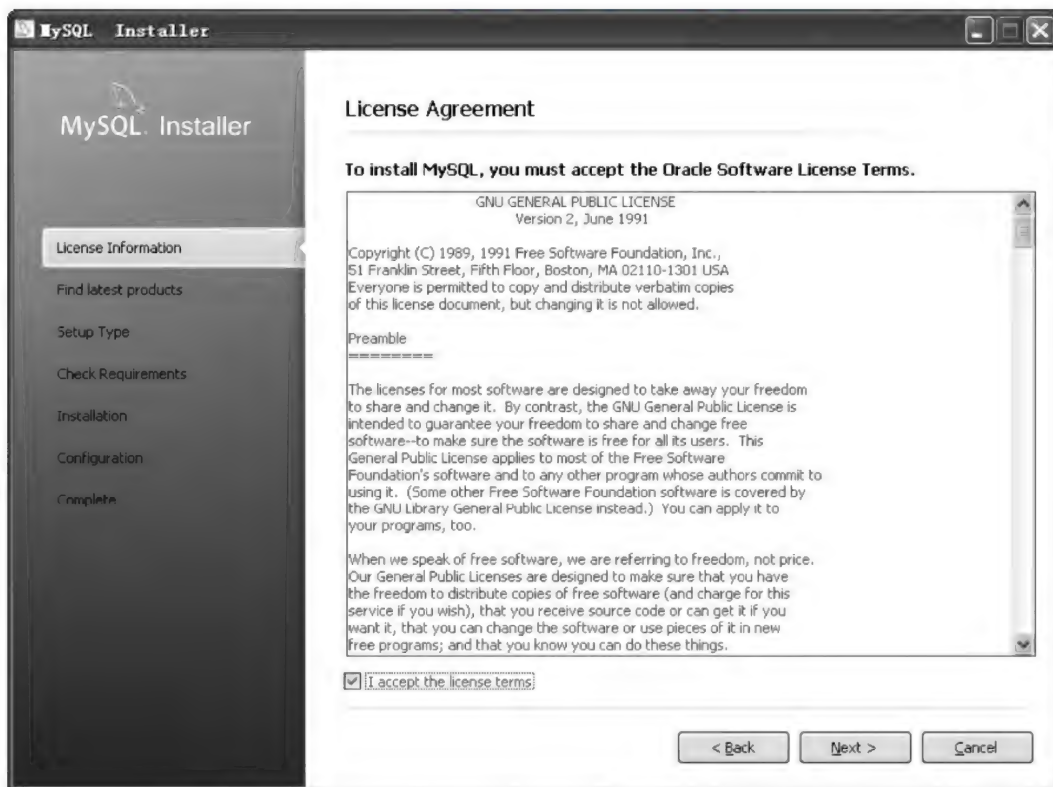 MySQL Installer
MySQL Installer
License Information
Find latest products
Setup Type
Check Requirements
Installation
Configuration
Complete
License Agreement
To install MySQL, you must accept the Oracle Software License Terms.
GNU GENERAL PUBLIC LICENSE
Version 2, June 1991
Copyright (C) 1989, 1991 Free Software Foundation, Inc.,
51 Franklin Street, Fifth Floor, Boston, MA 02110-1301 USA
Everyone is permitted to copy and distribute verbatim copies
of this license document, but changing it is not allowed.
Preamble
========
The licenses for most software are designed to take away your freedom
to share and change it. By contrast, the GNU General Public License is
intended to guarantee your freedom to share and change free
software--to make sure the software is free for all its users. This
General Public License applies to most of the Free Software
Foundation's software and to any other program whose authors commit to
using it. (Some other Free Software Foundation software is covered by
the GNU Library General Public License instead.) You can apply it to
your programs, too.
When we speak of free software, we are referring to freedom, not price.
Our General Public Licenses are designed to make sure that you have
the freedom to distribute copies of free software (and charge for this
service if you wish), that you receive source code or can get it if you
want it, that you can change the software or use pieces of it in new
free programs; and that you know you can do these things.
I accept the license terms
< Back
Next >
Cancel